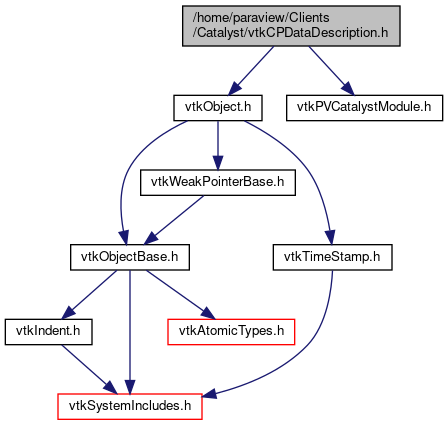 /home/paraview/Clients
/Catalyst/vtkCPDataDescription.h
vtkObject.h
vtkPVCatalystModule.h
vtkWeakPointerBase.h
vtkObjectBase.h
vtkTimeStamp.h
vtkIndent.h
vtkAtomicTypes.h
vtkSystemIncludes.h